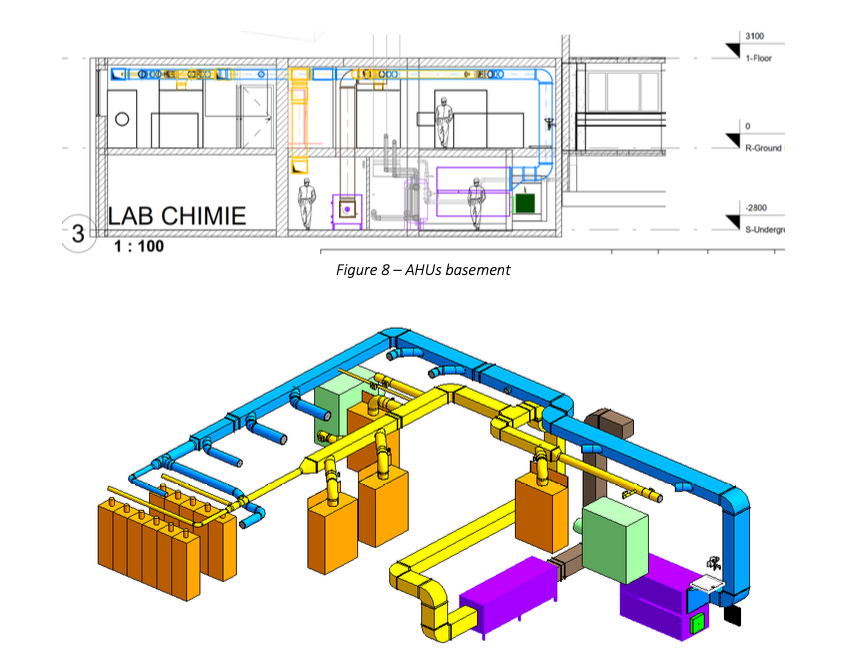 3100
1-Floor
0
R-Ground
-2800
S-Undergr
LAB CHIMIE
3
1 : 100
Figure 8 – AHUs basement